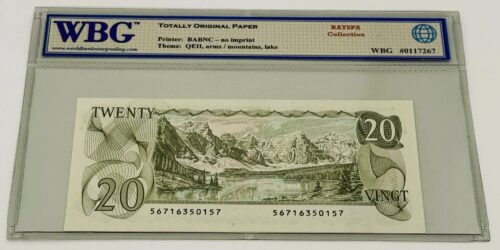 WBG TOTALLY ORIGINAL PAPER RAYSPA
Collection
Printer: BABNC – no imprint
Theme: QEII, arms / mountains, lake
www.worldbanknotegrading.com WBG #0117267
TWENTY
20
20 VINGT
56716350157 56716350157